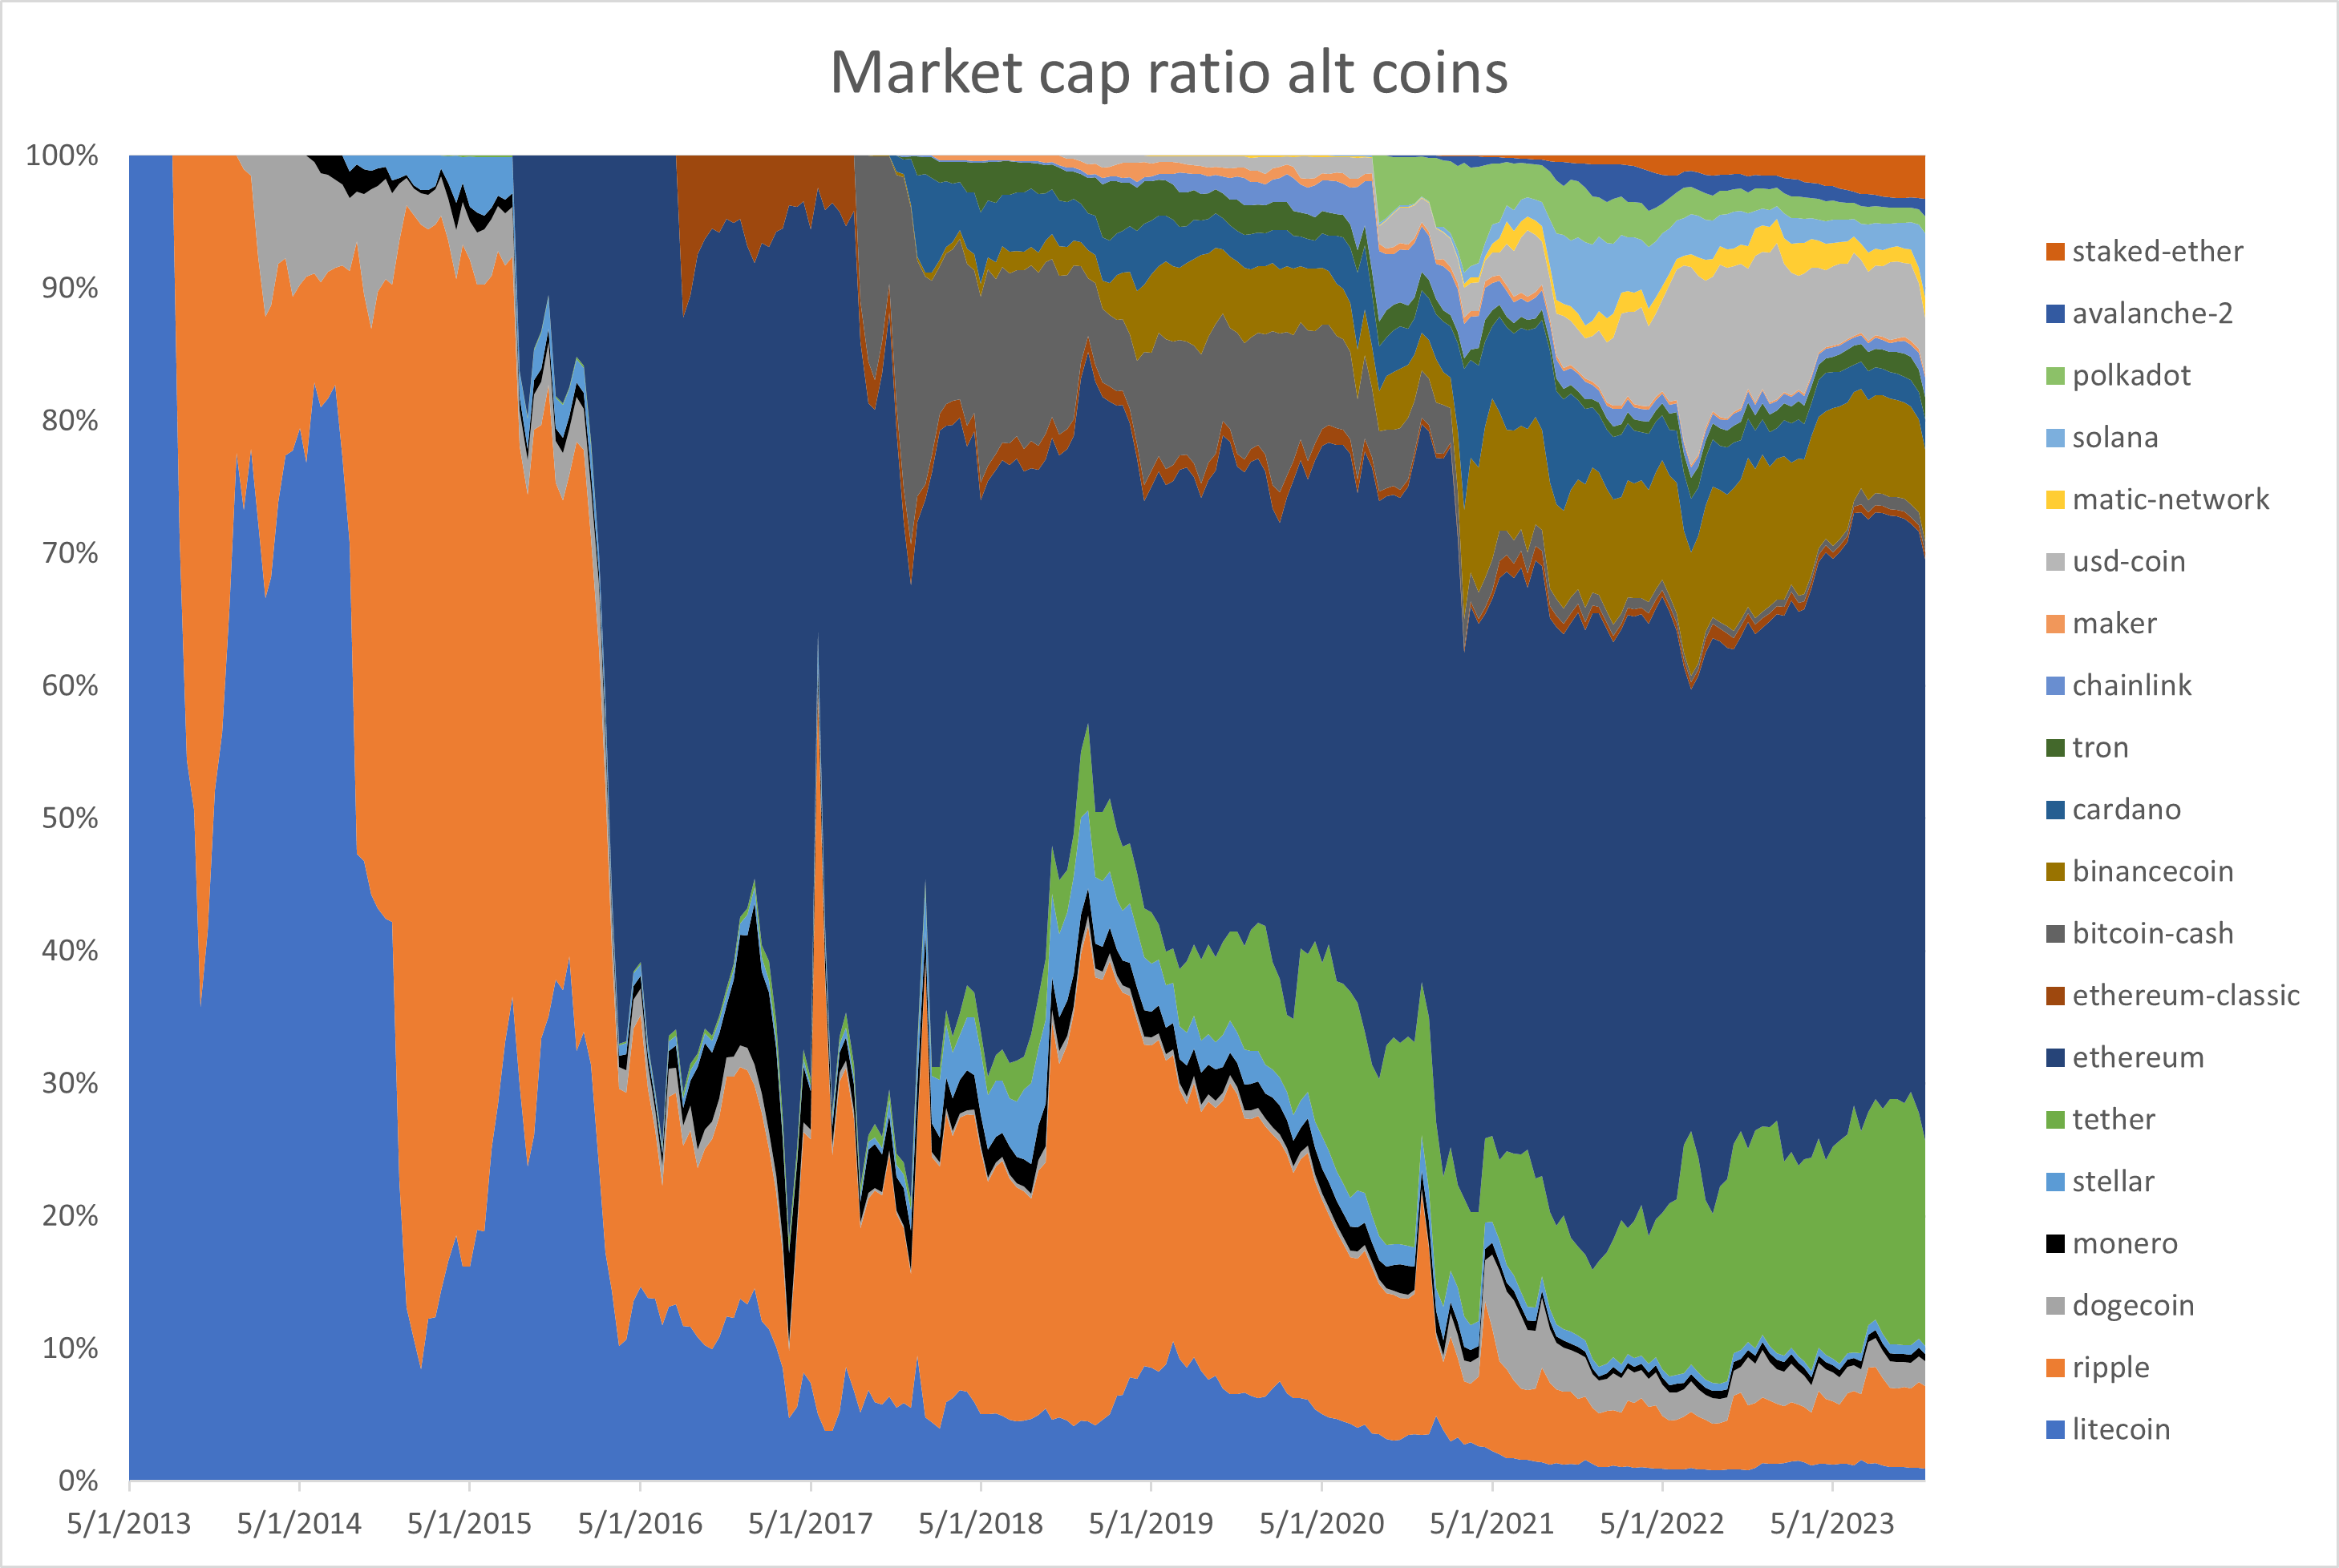 Market cap ratio alt coins
100%
90%
80%
70%
60%
50%
40%
30%
20%
10%
0%
5/1/2013 5/1/2014 5/1/2015 5/1/2016 5/1/2017 5/1/2018 5/1/2019 5/1/2020 5/1/2021 5/1/2022 5/1/2023
staked-ether
avalanche-2
polkadot
solana
matic-network
usd-coin
maker
chainlink
tron
cardano
binancecoin
bitcoin-cash
ethereum-classic
ethereum
tether
stellar
monero
dogecoin
ripple
litecoin